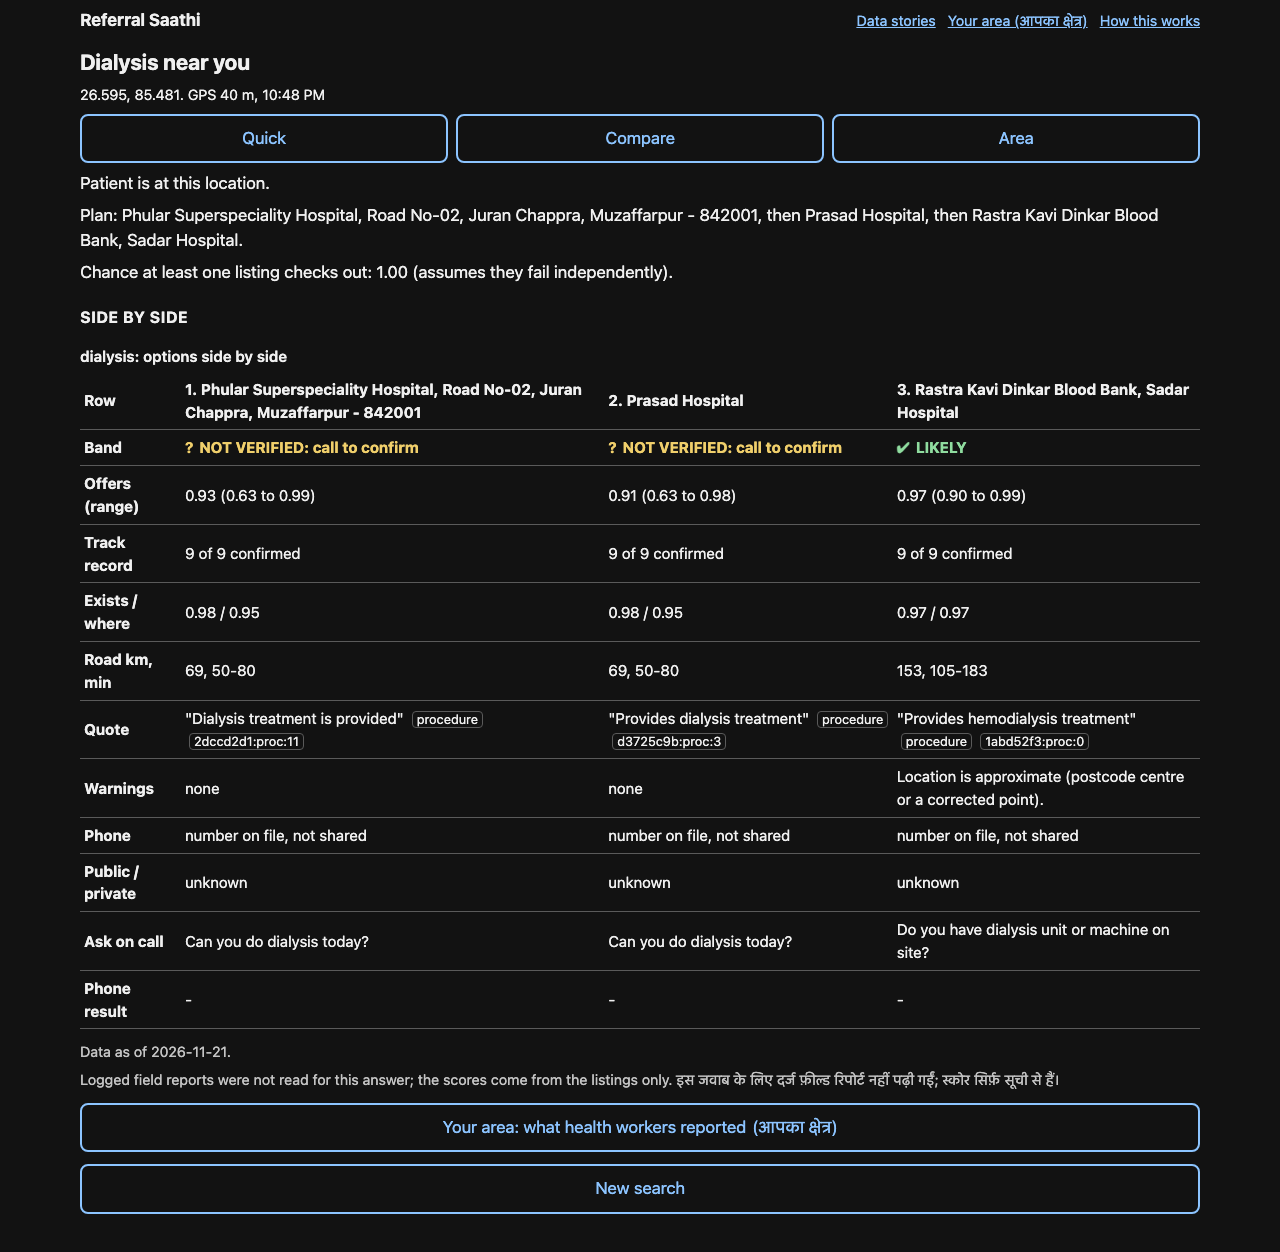 Referral Saathi
Data stories Your area (आपका क्षेत्र) How this works
Dialysis near you
26.595, 85.481. GPS 40 m, 10:48 PM
Quick Compare Area
Patient is at this location.
Plan: Phular Superspeciality Hospital, Road No-02, Juran Chappra, Muzaffarpur - 842001, then Prasad Hospital, then Rastra Kavi Dinkar Blood
Bank, Sadar Hospital.
Chance at least one listing checks out: 1.00 (assumes they fail independently).
SIDE BY SIDE
dialysis: options side by side
Row 1. Phular Superspeciality Hospital, Road No-02, Juran Chappra, Muzaffarpur - 842001 2. Prasad Hospital 3. Rastra Kavi Dinkar Blood Bank, Sadar Hospital
Band ? NOT VERIFIED: call to confirm ? NOT VERIFIED: call to confirm ✔ LIKELY
Offers (range) 0.93 (0.63 to 0.99) 0.91 (0.63 to 0.98) 0.97 (0.90 to 0.99)
Track record 9 of 9 confirmed 9 of 9 confirmed 9 of 9 confirmed
Exists / where 0.98 / 0.95 0.98 / 0.95 0.97 / 0.97
Road km, min 69, 50-80 69, 50-80 153, 105-183
Quote "Dialysis treatment is provided" procedure 2dccd2d1:proc:11 "Provides dialysis treatment" procedure d3725c9b:proc:3 "Provides hemodialysis treatment" procedure 1abd52f3:proc:0
Warnings none none Location is approximate (postcode centre or a corrected point).
Phone number on file, not shared number on file, not shared number on file, not shared
Public / private unknown unknown unknown
Ask on call Can you do dialysis today? Can you do dialysis today? Do you have dialysis unit or machine on site?
Phone result - - -
Data as of 2026-11-21.
Logged field reports were not read for this answer; the scores come from the listings only. इस जवाब के लिए दर्ज फ़ील्ड रिपोर्ट नहीं पढ़ी गईं; स्कोर सिर्फ़ सूची से हैं।
Your area: what health workers reported (आपका क्षेत्र)
New search